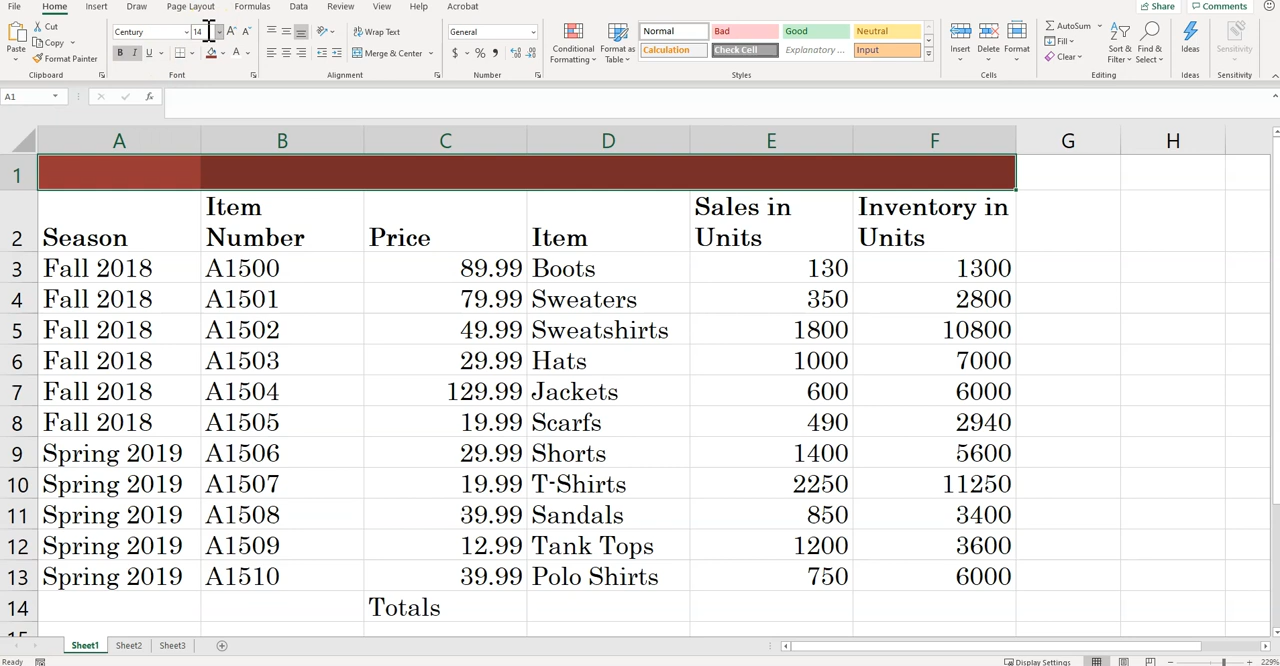 File Home Insert Draw Page Layout Formulas Data Review View Help Acrobat Share Comments
Paste Cut Copy Format Painter Clipboard
Century 14 A A B I U A Font
Wrap Text Merge & Center Alignment
General $ % , Number
Conditional Formatting Format as Table
Normal Bad Good Neutral
Calculation Check Cell Explanatory ... Input
Styles
Insert Delete Format Cells
AutoSum Fill Clear Sort & Filter Find & Select Editing
Ideas Ideas
Sensitivity Sensitivity
A1 fx
A B C D E F G H
1
2 Season Item Number Price Item Sales in Units Inventory in Units
3 Fall 2018 A1500 89.99 Boots 130 1300
4 Fall 2018 A1501 79.99 Sweaters 350 2800
5 Fall 2018 A1502 49.99 Sweatshirts 1800 10800
6 Fall 2018 A1503 29.99 Hats 1000 7000
7 Fall 2018 A1504 129.99 Jackets 600 6000
8 Fall 2018 A1505 19.99 Scarfs 490 2940
9 Spring 2019 A1506 29.99 Shorts 1400 5600
10 Spring 2019 A1507 19.99 T-Shirts 2250 11250
11 Spring 2019 A1508 39.99 Sandals 850 3400
12 Spring 2019 A1509 12.99 Tank Tops 1200 3600
13 Spring 2019 A1510 39.99 Polo Shirts 750 6000
14 Totals
15
Sheet1 Sheet2 Sheet3
Ready Display Settings 229%